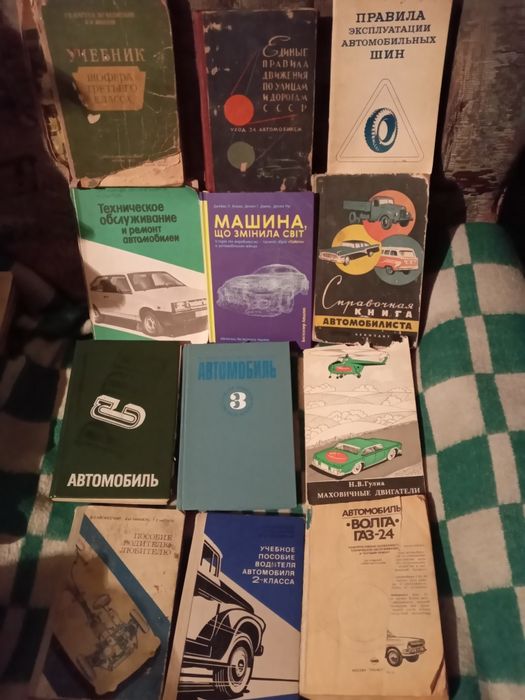 УЧЕБНИК
ШОФЕРА
ТРЕТЬЕГО
КЛАССА
Единые
ПРАВИЛА
ДВИЖЕНИЯ
ПО УЛИЦАМ
И ДОРОГАМ
СССР
УХОД ЗА АВТОМОБИЛЕМ
ПРАВИЛА
ЭКСПЛУАТАЦИИ
АВТОМОБИЛЬНЫХ
ШИН
Техническое
обслуживание
и ремонт
автомобилей
МАШИНА,
ЩО ЗМІНИЛА СВІТ
Справочная
КНИГА
АВТОМОБИЛИСТА
С
АВТОМОБИЛЬ
АВТОМОБИЛЬ
3
Н.В.Гулиа
МАХОВИЧНЫЕ ДВИГАТЕЛИ
ПОСОБИЕ
ВОДИТЕЛЮ-
ЛЮБИТЕЛЮ
УЧЕБНОЕ
ПОСОБИЕ
ВОДИТЕЛЯ
АВТОМОБИЛЯ
2-го КЛАССА
АВТОМОБИЛЬ
"ВОЛГА"
ГАЗ-24